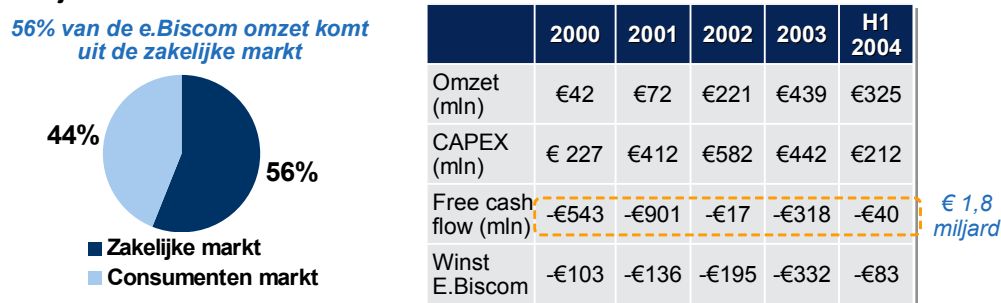 56% van de e.Biscom omzet komt
uit de zakelijke markt
44%
56%
Zakelijke markt
Consumenten markt
2000 2001 2002 2003 H1 2004
Omzet (mln) €42 €72 €221 €439 €325
CAPEX (mln) € 227 €412 €582 €442 €212
Free cash flow (mln) -€543 -€901 -€17 -€318 -€40
Winst E.Biscom -€103 -€136 -€195 -€332 -€83
€ 1,8
miljard